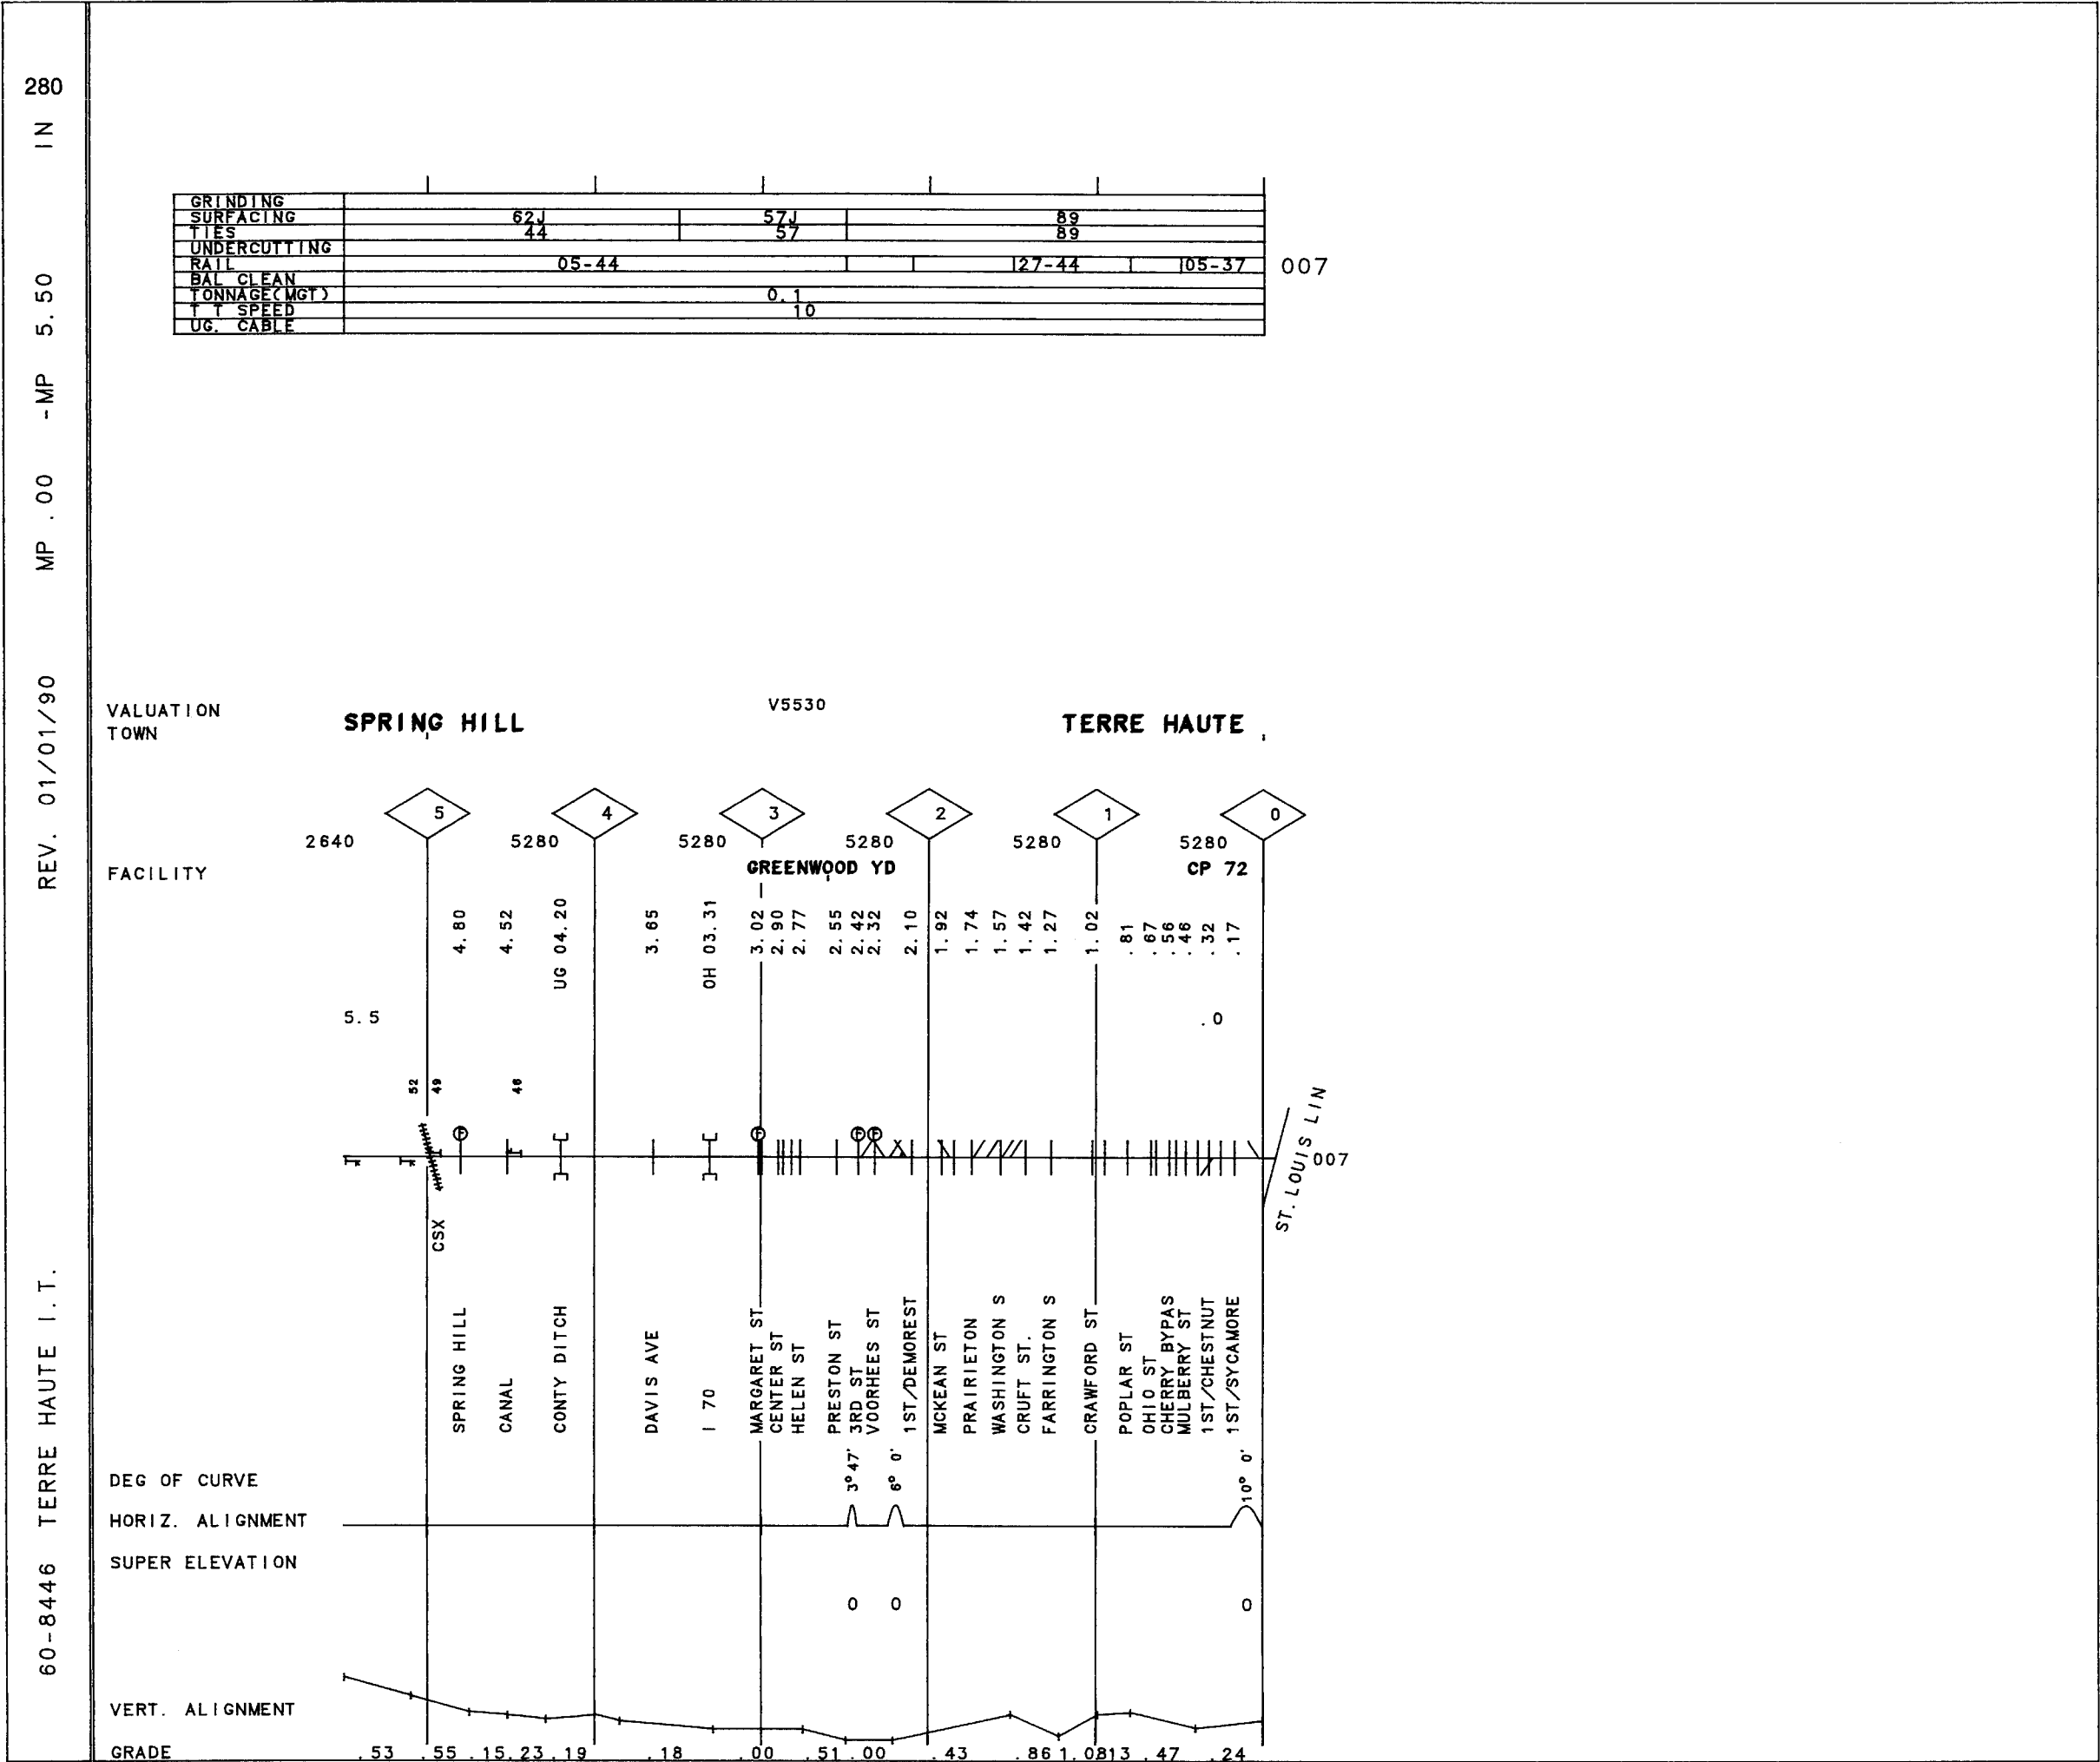 280
IN
MP .00 -MP 5.50
REV. 01/01/90
60-8446 TERRE HAUTE I.T.
GRINDING
SURFACING 62J 57J 89
TIES 44 57 89
UNDERCUTTING
RAIL 05-44 27-44 05-37 007
BAL CLEAN
TONNAGE(MGT) 0.1
T T SPEED 10
UG. CABLE
VALUATION V5530
TOWN SPRING HILL TERRE HAUTE
5 4 3 2 1 0
2640 5280 5280 5280 5280 5280
FACILITY GREENWOOD YD CP 72
4.80 4.52 UG 04.20 3.65 OH 03.31 3.02 2.90 2.77 2.55 2.42 2.32 2.10 1.92 1.74 1.57 1.42 1.27 1.02 .81 .67 .56 .46 .32 .17
5.5 .0
52 49 46
F F F F
007
ST.LOUIS LIN
CSX
SPRING HILL
CANAL
CONTY DITCH
DAVIS AVE
I 70
MARGARET ST
CENTER ST
HELEN ST
PRESTON ST
3RD ST
VOORHEES ST
1ST/DEMOREST
MCKEAN ST
PRAIRIETON
WASHINGTON S
CRUFT ST.
FARRINGTON S
CRAWFORD ST
POPLAR ST
OHIO ST
CHERRY BYPAS
MULBERRY ST
1ST/CHESTNUT
1ST/SYCAMORE
DEG OF CURVE 3°47' 6° 0' 10° 0'
HORIZ. ALIGNMENT
SUPER ELEVATION
0 0 0
VERT. ALIGNMENT
GRADE .53 .55 .15 .23 .19 .18 .00 .51 .00 .43 .86 1.08 13 .47 .24